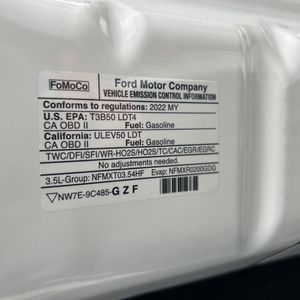 FoMoCo
Ford Motor Company
VEHICLE EMISSION CONTROL INFORMATION
Conforms to regulations: 2022 MY
U.S. EPA: T3B50 LDT4
CA OBD II Fuel: Gasoline
California: ULEV50 LDT
CA OBD II Fuel: Gasoline
TWC/DFI/SFI/WR-HO2S/HO2S/TC/CAC/EGR/EGRC
No adjustments needed.
3.5L-Group: NFMXT03.54HF Evap: NFMXR0200GDG
NW7E-9C485-GZF